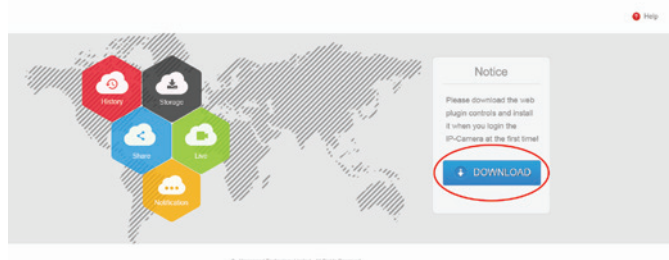 Help
Notice
History
Storage
Please download the web
plugin controls and install
it when you login the
IP-Camera at the first time!
Share
Live
DOWNLOAD
Notification